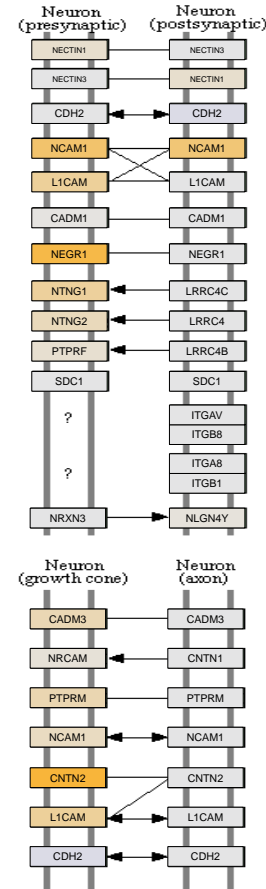 Neuron Neuron
(presynaptic) (postsynaptic)
NECTIN1 NECTIN3
NECTIN3 NECTIN1
CDH2 CDH2
NCAM1 NCAM1
L1CAM L1CAM
CADM1 CADM1
NEGR1 NEGR1
NTNG1 LRRC4C
NTNG2 LRRC4
PTPRF LRRC4B
SDC1 SDC1
? ITGAV
ITGB8
? ITGA8
ITGB1
NRXN3 NLGN4Y
Neuron Neuron
(growth cone) (axon)
CADM3 CADM3
NRCAM CNTN1
PTPRM PTPRM
NCAM1 NCAM1
CNTN2 CNTN2
L1CAM L1CAM
CDH2 CDH2